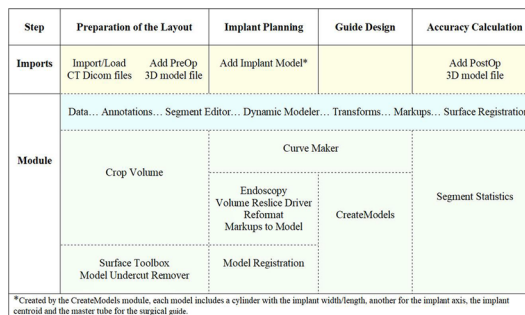 Step Preparation of the Layout Implant Planning Guide Design Accuracy Calculation
Imports
Import/Load
CT Dicom files
Add PreOp
3D model file
Add Implant Model*
Add PostOp
3D model file
Module
Data… Annotations… Segment Editor… Dynamic Modeler… Transforms… Markups… Surface Registration
Crop Volume
Curve Maker
Endoscopy
Volume Reslice Driver
Reformat
Markups to Model
CreateModels
Segment Statistics
Surface Toolbox
Model Undercut Remover
Model Registration
*Created by the CreateModels module, each model includes a cylinder with the implant width/length, another for the implant axis, the implant
centroid and the master tube for the surgical guide.